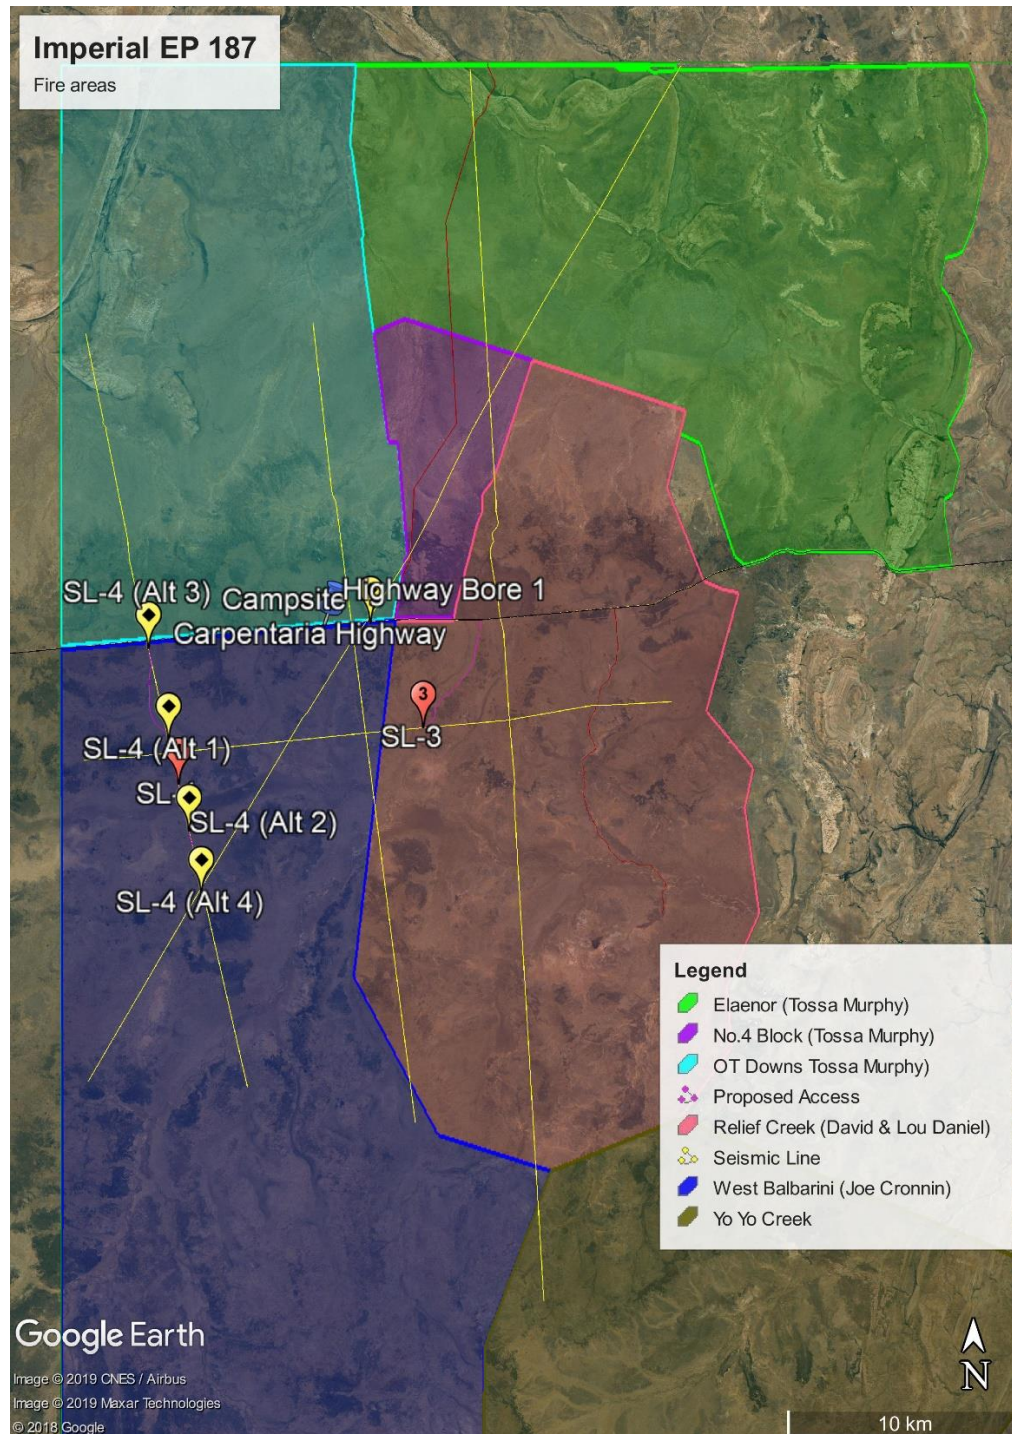 Imperial EP 187
Fire areas
SL-4 (Alt 3)
Campsite
Highway Bore 1
Carpentaria Highway
3
SL-3
SL-4 (Alt 1)
SL-
SL-4 (Alt 2)
SL-4 (Alt 4)
Legend
Elaenor (Tossa Murphy)
No.4 Block (Tossa Murphy)
OT Downs Tossa Murphy)
Proposed Access
Relief Creek (David & Lou Daniel)
Seismic Line
West Balbarini (Joe Cronnin)
Yo Yo Creek
Google Earth
Image © 2019 CNES / Airbus
Image © 2019 Maxar Technologies
© 2018 Google
N
10 km